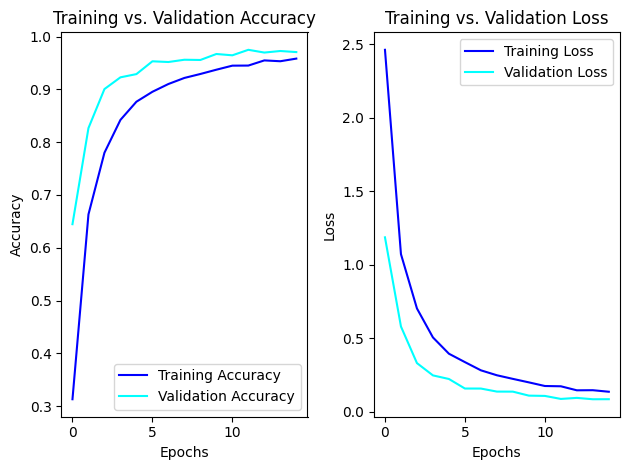 Training vs. Validation Accuracy
1.0
0.9
0.8
0.7
0.6
0.5
0.4
0.3
Accuracy
0
5
10
Epochs
Training Accuracy
Validation Accuracy
Training vs. Validation Loss
2.5
2.0
1.5
1.0
0.5
0.0
Loss
0
5
10
Epochs
Training Loss
Validation Loss